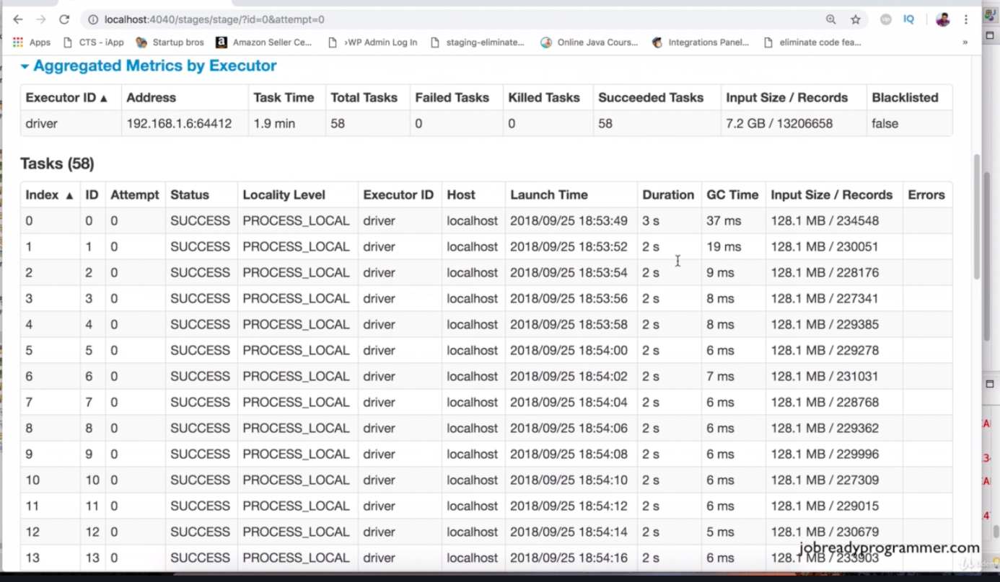 localhost:4040/stages/stage/?id=0&attempt=0
IQ
Apps CTS - iApp Startup bros Amazon Seller Ce... >WP Admin Log In staging-eliminate... Online Java Cours... Integrations Panel... eliminate code fea... »
Aggregated Metrics by Executor
Executor ID ▲ Address Task Time Total Tasks Failed Tasks Killed Tasks Succeeded Tasks Input Size / Records Blacklisted
driver 192.168.1.6:64412 1.9 min 58 0 0 58 7.2 GB / 13206658 false
Tasks (58)
Index ▲ ID Attempt Status Locality Level Executor ID Host Launch Time Duration GC Time Input Size / Records Errors
0 0 0 SUCCESS PROCESS_LOCAL driver localhost 2018/09/25 18:53:49 3 s 37 ms 128.1 MB / 234548
1 1 0 SUCCESS PROCESS_LOCAL driver localhost 2018/09/25 18:53:52 2 s 19 ms 128.1 MB / 230051
2 2 0 SUCCESS PROCESS_LOCAL driver localhost 2018/09/25 18:53:54 2 s 9 ms 128.1 MB / 228176
3 3 0 SUCCESS PROCESS_LOCAL driver localhost 2018/09/25 18:53:56 2 s 8 ms 128.1 MB / 227341
4 4 0 SUCCESS PROCESS_LOCAL driver localhost 2018/09/25 18:53:58 2 s 8 ms 128.1 MB / 229385
5 5 0 SUCCESS PROCESS_LOCAL driver localhost 2018/09/25 18:54:00 2 s 6 ms 128.1 MB / 229278
6 6 0 SUCCESS PROCESS_LOCAL driver localhost 2018/09/25 18:54:02 2 s 7 ms 128.1 MB / 231031
7 7 0 SUCCESS PROCESS_LOCAL driver localhost 2018/09/25 18:54:04 2 s 6 ms 128.1 MB / 228768
8 8 0 SUCCESS PROCESS_LOCAL driver localhost 2018/09/25 18:54:06 2 s 6 ms 128.1 MB / 229362
9 9 0 SUCCESS PROCESS_LOCAL driver localhost 2018/09/25 18:54:08 2 s 6 ms 128.1 MB / 229996
10 10 0 SUCCESS PROCESS_LOCAL driver localhost 2018/09/25 18:54:10 2 s 6 ms 128.1 MB / 227309
11 11 0 SUCCESS PROCESS_LOCAL driver localhost 2018/09/25 18:54:12 2 s 6 ms 128.1 MB / 229015
12 12 0 SUCCESS PROCESS_LOCAL driver localhost 2018/09/25 18:54:14 2 s 5 ms 128.1 MB / 230679
13 13 0 SUCCESS PROCESS_LOCAL driver localhost 2018/09/25 18:54:16 2 s 6 ms 128.1 MB / 233903
jobreadyprogrammer.com